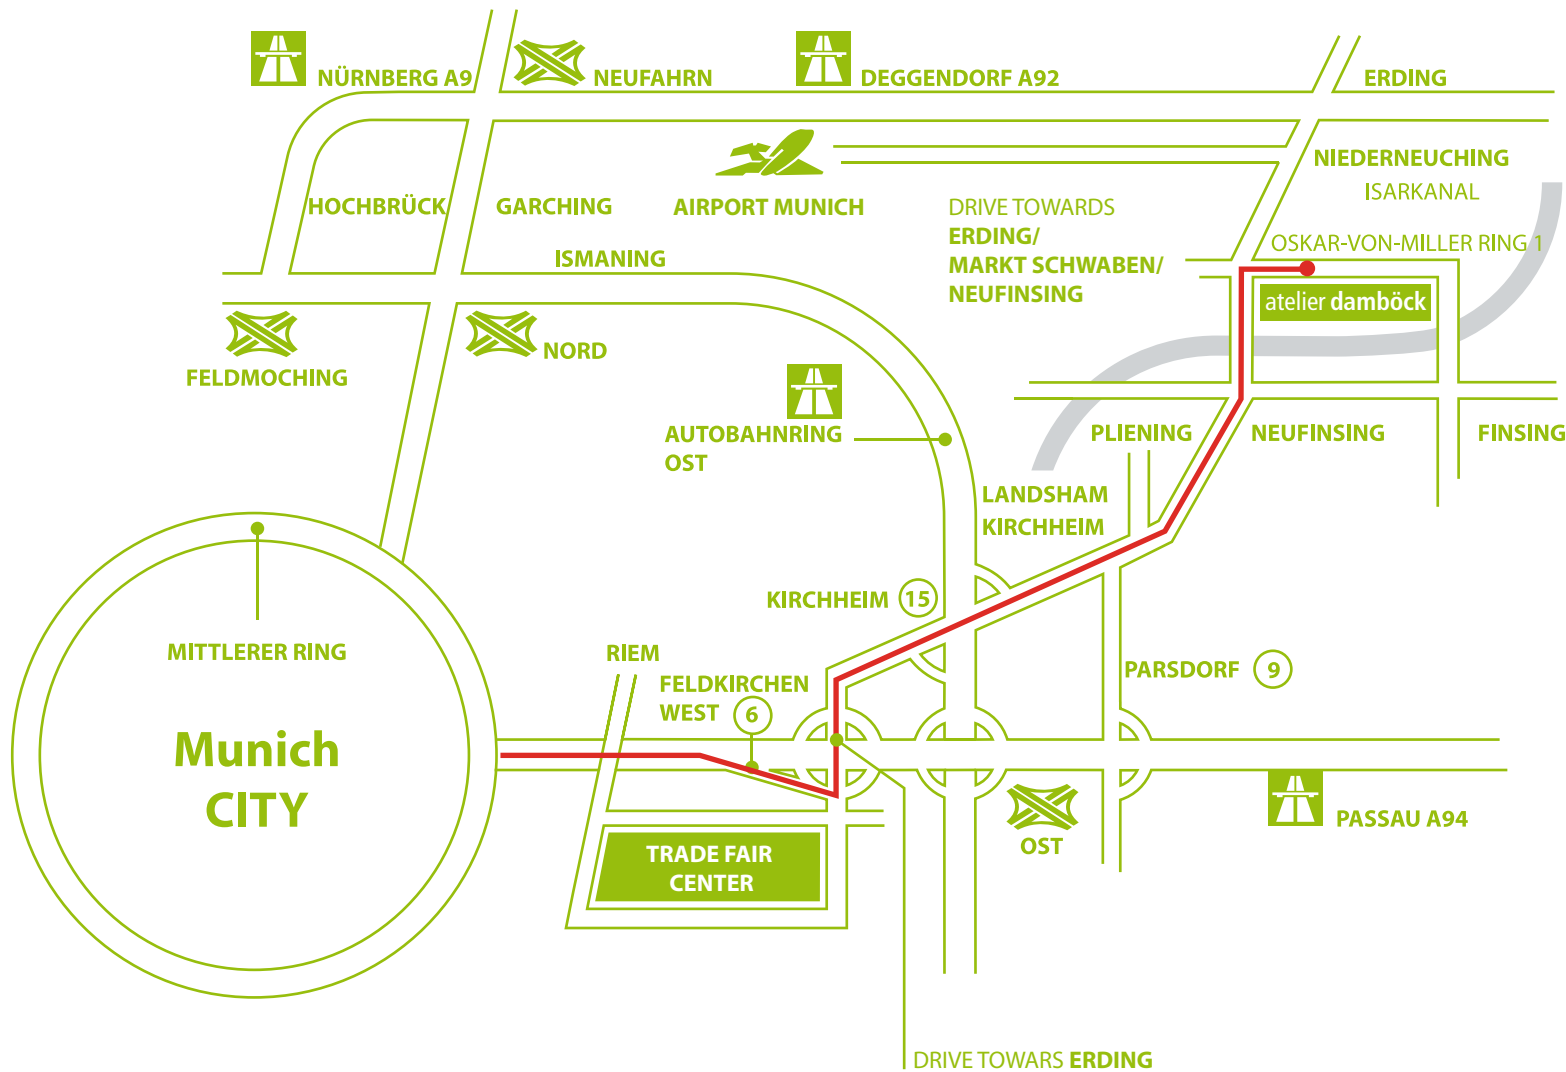 NÜRNBERG A9
NEUFAHRN
DEGGENDORF A92
ERDING
NIEDERNEUCHING
ISARKANAL
HOCHBRÜCK
GARCHING
AIRPORT MUNICH
DRIVE TOWARDS
ERDING/
MARKT SCHWABEN/
NEUFINSING
OSKAR-VON-MILLER RING 1
ISMANING
atelier damböck
NORD
FELDMOCHING
AUTOBAHNRING
OST
PLIENING
NEUFINSING
FINSING
LANDSHAM
KIRCHHEIM
KIRCHHEIM 15
MITTLERER RING
RIEM
FELDKIRCHEN
WEST 6
PARSDORF 9
Munich
CITY
PASSAU A94
OST
TRADE FAIR
CENTER
DRIVE TOWARS ERDING